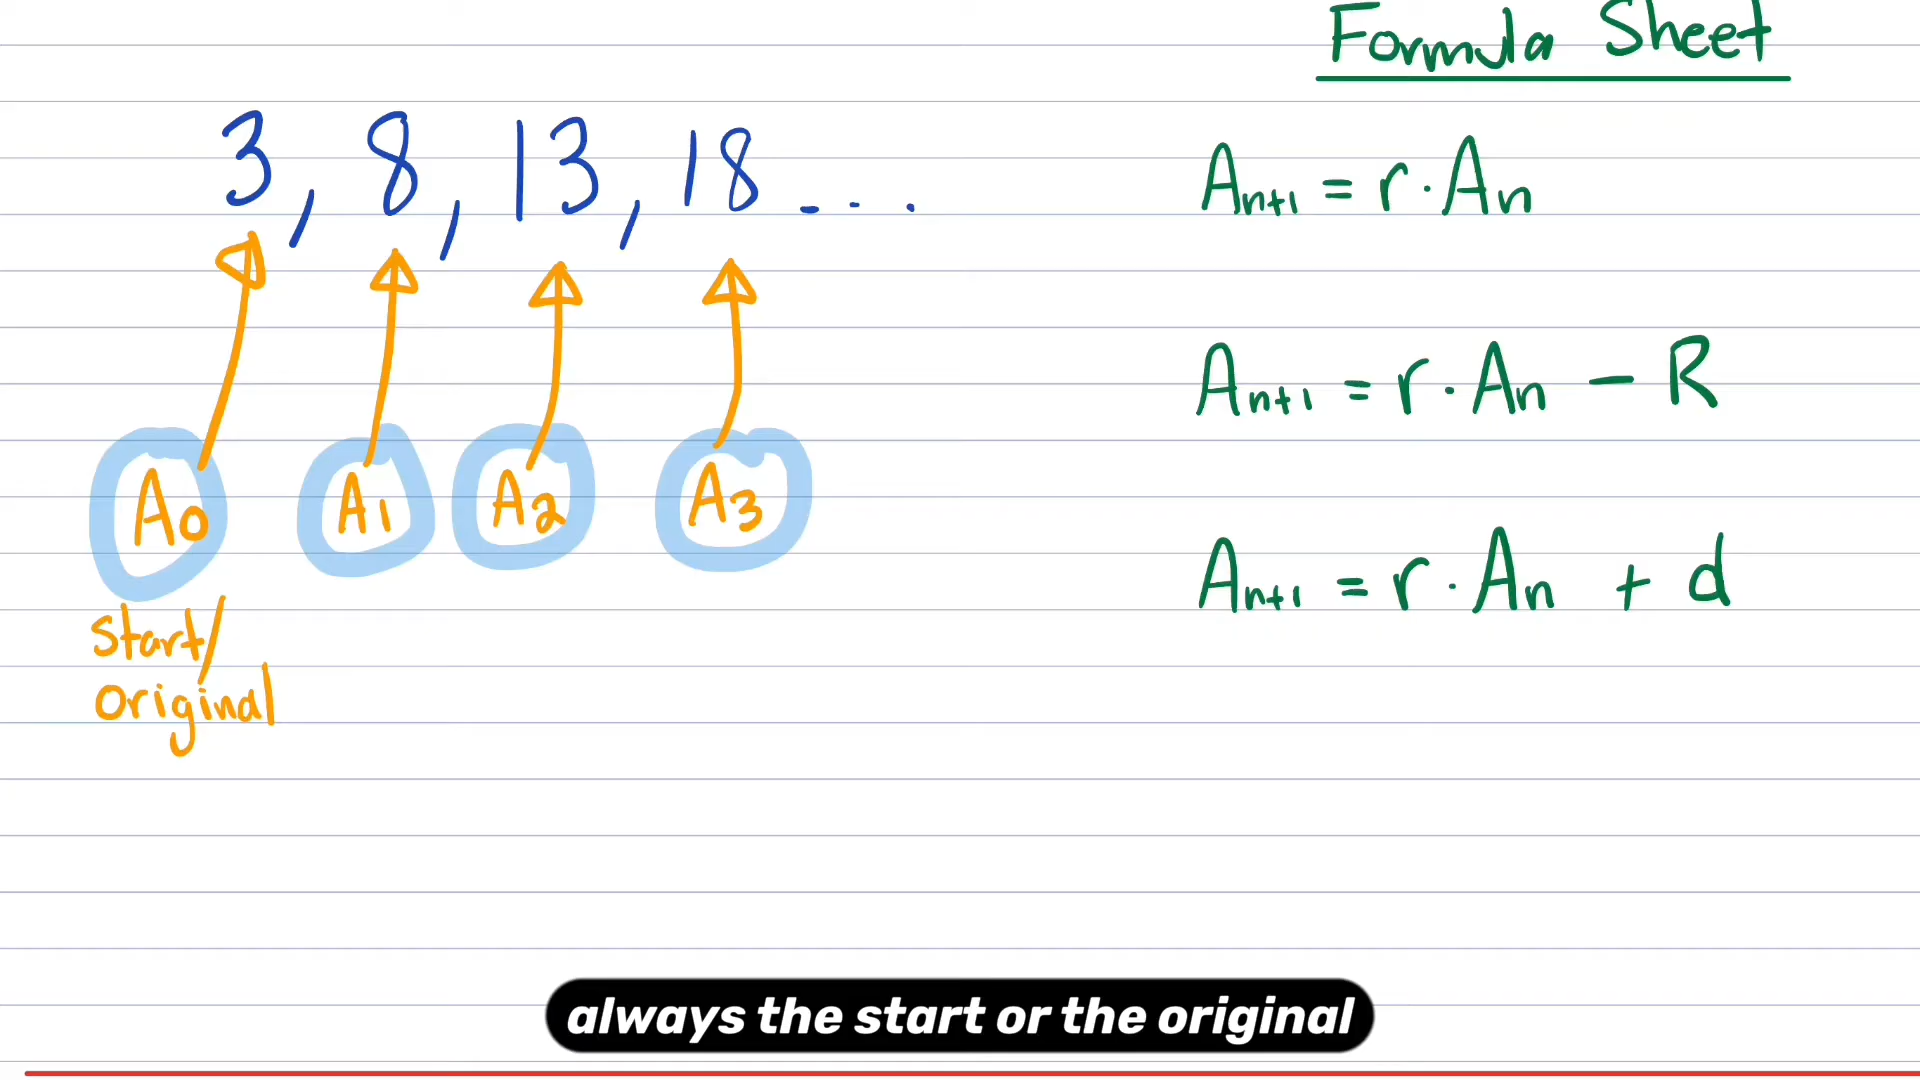 Formula Sheet
3, 8, 13, 18 . . .
A₀ A₁ A₂ A₃
Start/
original
Aₙ₊₁ = r · Aₙ
Aₙ₊₁ = r · Aₙ − R
Aₙ₊₁ = r · Aₙ + d
always the start or the original